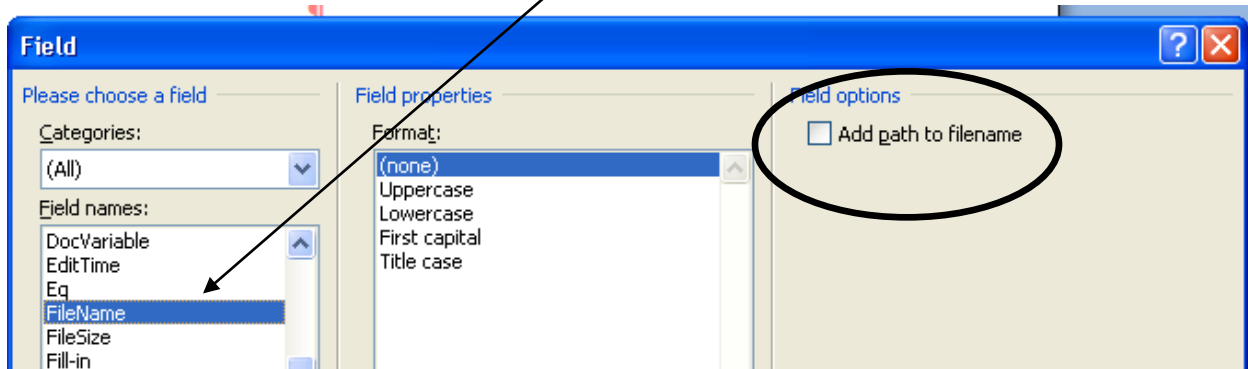 ¶
Field
Please choose a field
Categories:
(All)
Field names:
DocVariable
EditTime
Eq
FileName
FileSize
Fill-in
Field properties
Format:
(none)
Uppercase
Lowercase
First capital
Title case
Field options
Add path to filename